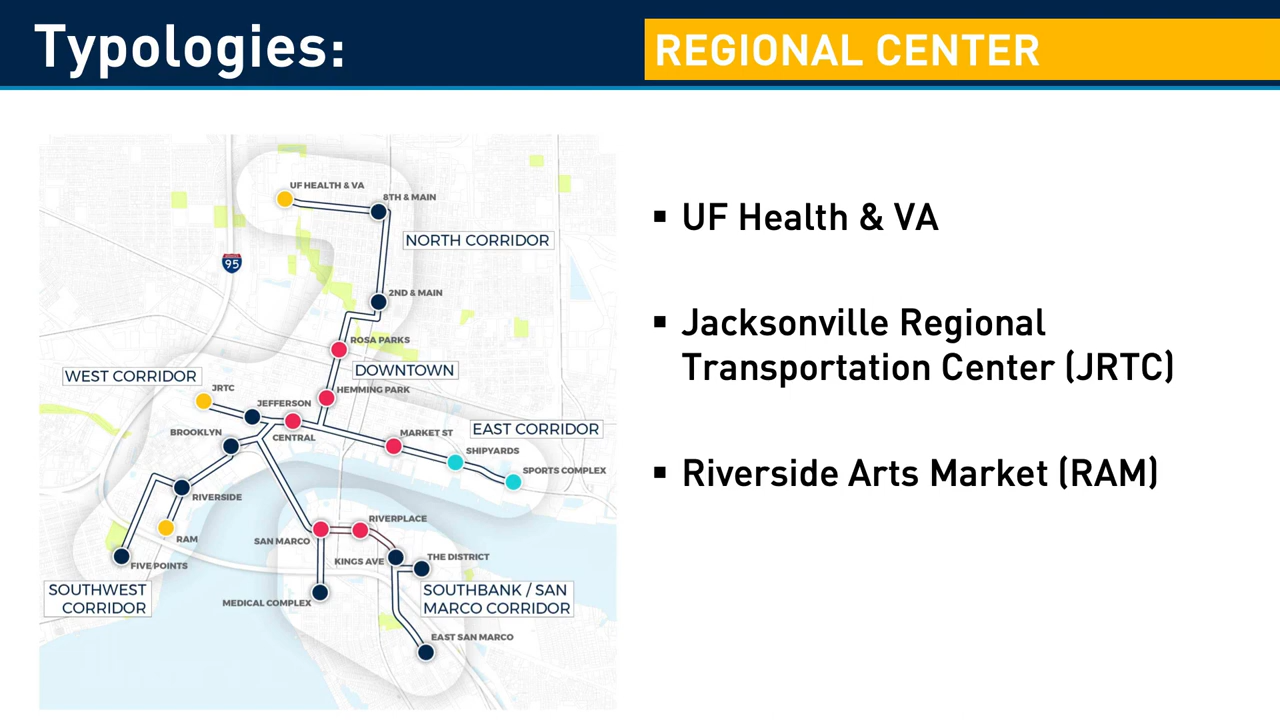 Typologies:
REGIONAL CENTER
UF HEALTH & VA
8TH & MAIN
NORTH CORRIDOR
95
2ND & MAIN
ROSA PARKS
DOWNTOWN
WEST CORRIDOR
JRTC
HEMMING PARK
JEFFERSON
BROOKLYN
CENTRAL
MARKET ST
EAST CORRIDOR
SHIPYARDS
SPORTS COMPLEX
RIVERSIDE
RAM
FIVE POINTS
SOUTHWEST
CORRIDOR
RIVERPLACE
SAN MARCO
KINGS AVE
THE DISTRICT
SOUTHBANK / SAN
MARCO CORRIDOR
MEDICAL COMPLEX
EAST SAN MARCO
▪ UF Health & VA
▪ Jacksonville Regional
Transportation Center (JRTC)
▪ Riverside Arts Market (RAM)